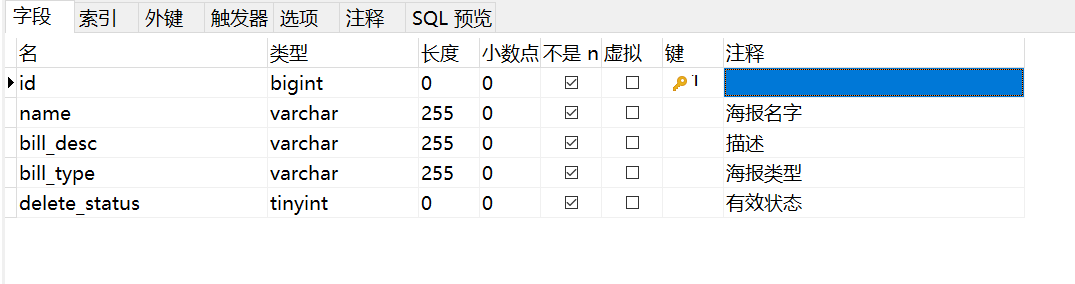 字段 索引 外键 触发器 选项 注释 SQL 预览
名 类型 长度 小数点 不是 n 虚拟 键 注释
id bigint 0 0 1
name varchar 255 0 海报名字
bill_desc varchar 255 0 描述
bill_type varchar 255 0 海报类型
delete_status tinyint 0 0 有效状态